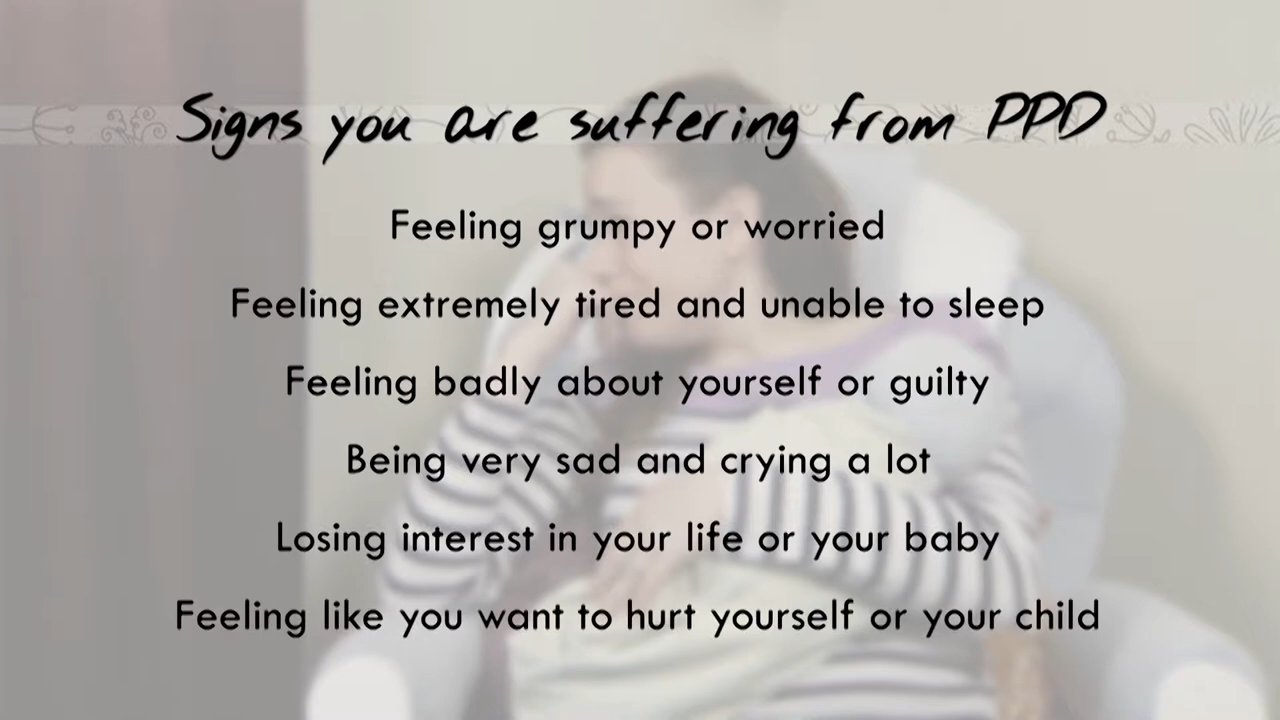 Signs you are suffering from PPD
Feeling grumpy or worried
Feeling extremely tired and unable to sleep
Feeling badly about yourself or guilty
Being very sad and crying a lot
Losing interest in your life or your baby
Feeling like you want to hurt yourself or your child